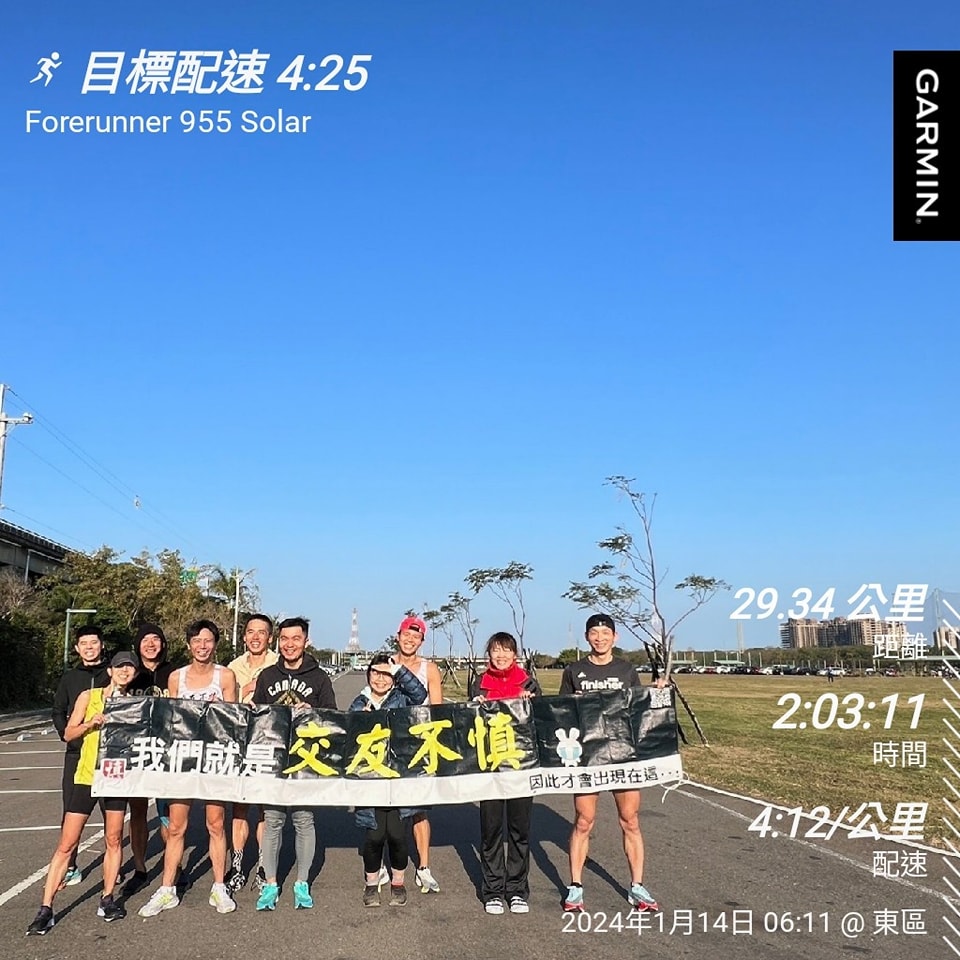 目標配速 4:25
Forerunner 955 Solar
GARMIN
29.34 公里
距離
2:03:11
時間
4:12/公里
配速
2024年1月14日 06:11 @ 東區
CANADA
finisher
我們就是交友不慎
因此才會出現在這...